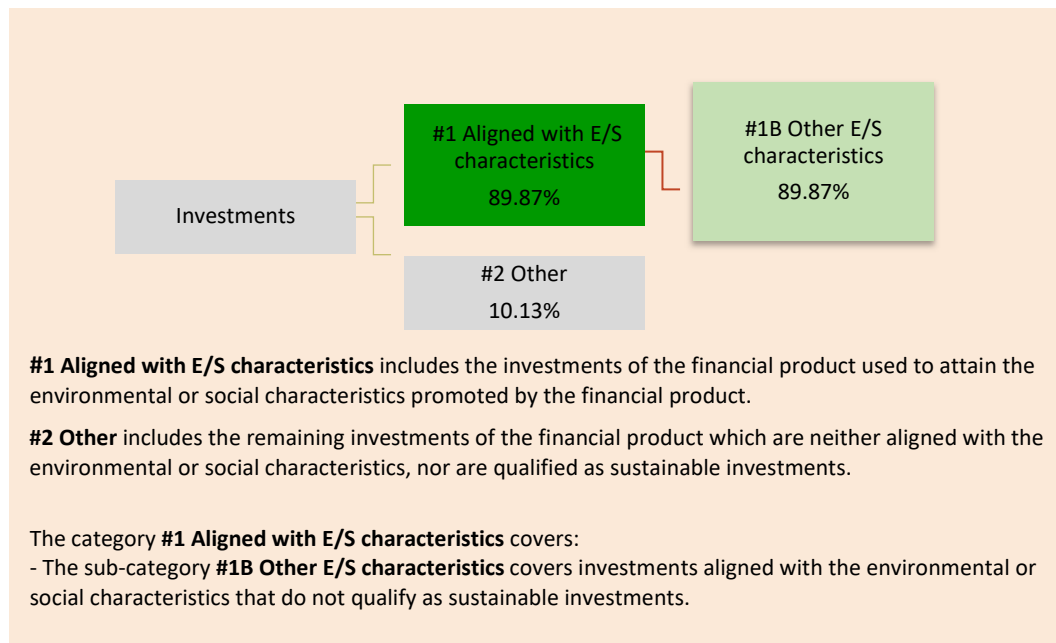 #1 Aligned with E/S
characteristics
89.87%
#1B Other E/S
characteristics
89.87%
Investments
#2 Other
10.13%
#1 Aligned with E/S characteristics includes the investments of the financial product used to attain the
environmental or social characteristics promoted by the financial product.
#2 Other includes the remaining investments of the financial product which are neither aligned with the
environmental or social characteristics, nor are qualified as sustainable investments.
The category #1 Aligned with E/S characteristics covers:
- The sub-category #1B Other E/S characteristics covers investments aligned with the environmental or
social characteristics that do not qualify as sustainable investments.